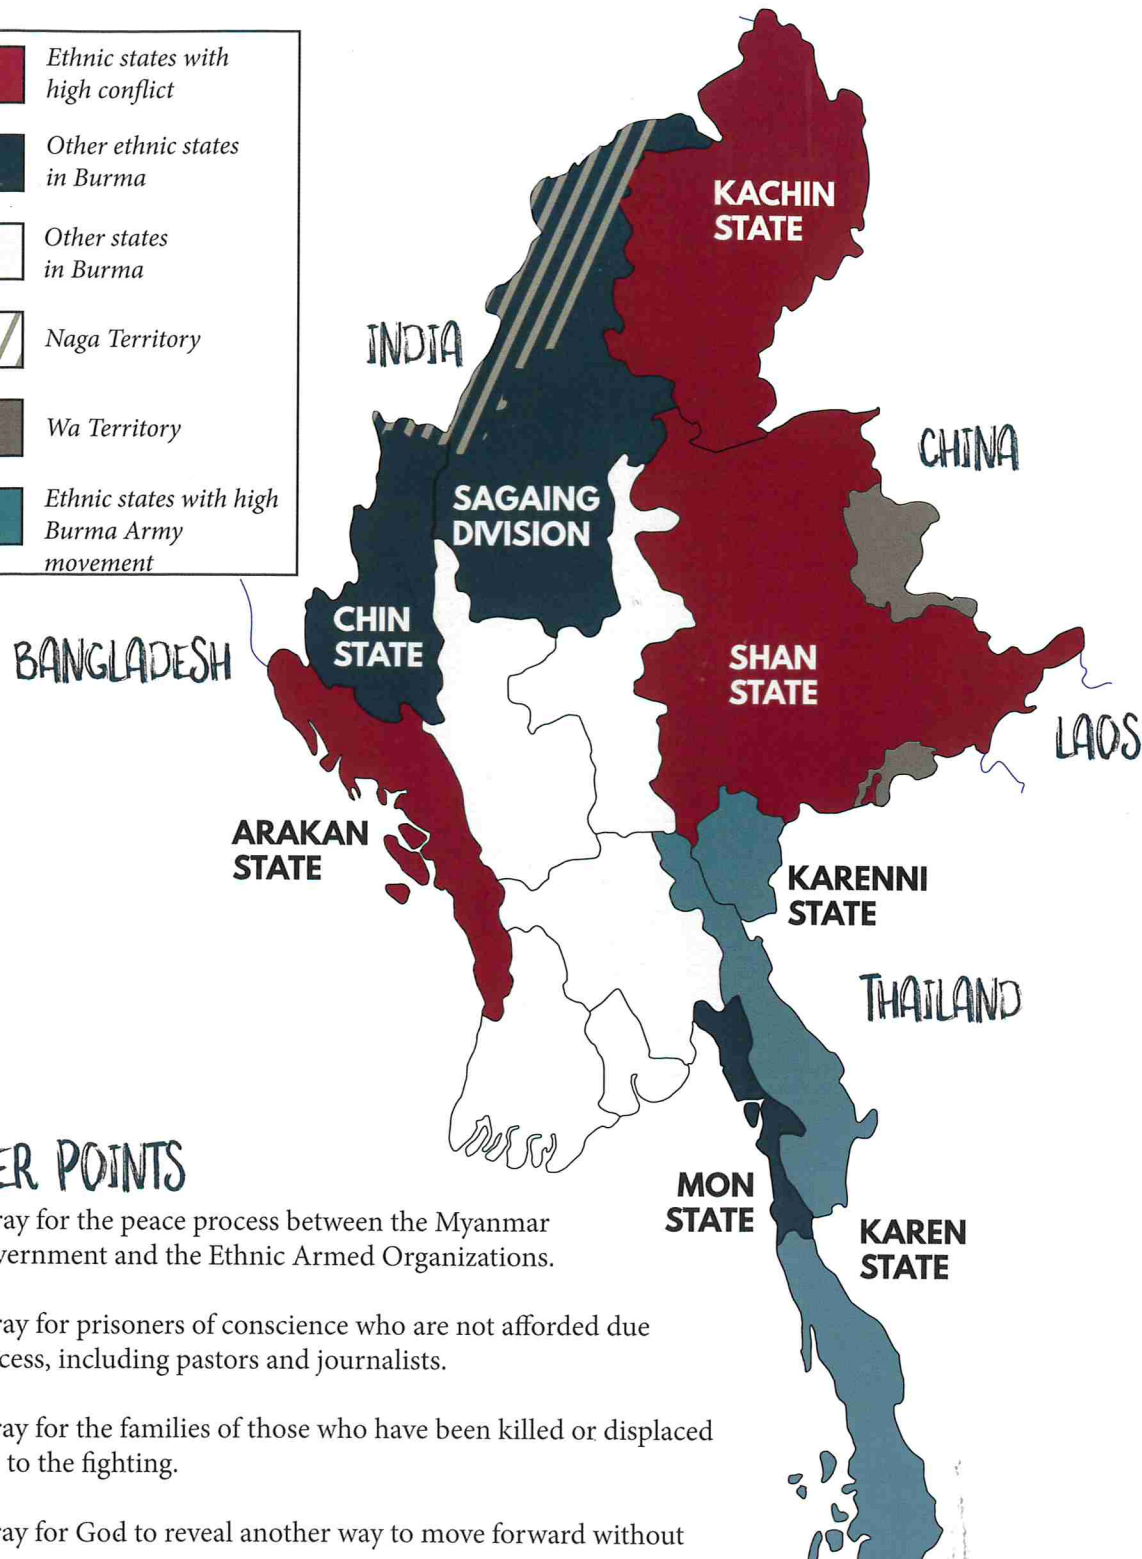 Ethnic states with
high conflict
Other ethnic states
in Burma
Other states
in Burma
Naga Territory
Wa Territory
Ethnic states with high
Burma Army
movement
KACHIN
STATE
INDIA
CHINA
SAGAING
DIVISION
CHIN
STATE
BANGLADESH
SHAN
STATE
LAOS
ARAKAN
STATE
KARENNI
STATE
THAILAND
MON
STATE
KAREN
STATE
ER POINTS
ray for the peace process between the Myanmar
vernment and the Ethnic Armed Organizations.
ray for prisoners of conscience who are not afforded due
cess, including pastors and journalists.
ray for the families of those who have been killed or displaced
to the fighting.
ray for God to reveal another way to move forward without